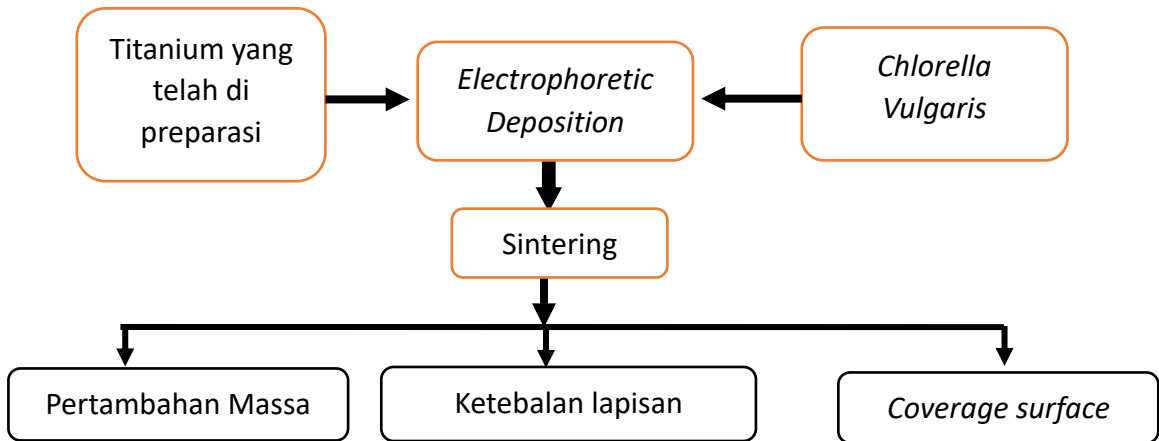 Titanium yang
telah di
preparasi
Electrophoretic
Deposition
Chlorella
Vulgaris
Sintering
Pertambahan Massa
Ketebalan lapisan
Coverage surface